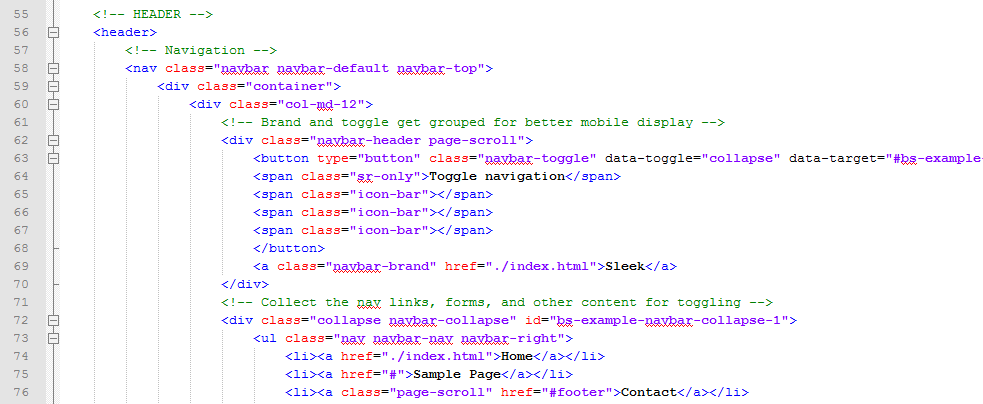 55 <!-- HEADER -->
56 <header>
57 <!-- Navigation -->
58 <nav class="navbar navbar-default navbar-top">
59 <div class="container">
60 <div class="col-md-12">
61 <!-- Brand and toggle get grouped for better mobile display -->
62 <div class="navbar-header page-scroll">
63 <button type="button" class="navbar-toggle" data-toggle="collapse" data-target="#bs-example-
64 <span class="sr-only">Toggle navigation</span>
65 <span class="icon-bar"></span>
66 <span class="icon-bar"></span>
67 <span class="icon-bar"></span>
68 </button>
69 <a class="navbar-brand" href="./index.html">Sleek</a>
70 </div>
71 <!-- Collect the nav links, forms, and other content for toggling -->
72 <div class="collapse navbar-collapse" id="bs-example-navbar-collapse-1">
73 <ul class="nav navbar-nav navbar-right">
74 <li><a href="./index.html">Home</a></li>
75 <li><a href="#">Sample Page</a></li>
76 <li><a class="page-scroll" href="#footer">Contact</a></li>